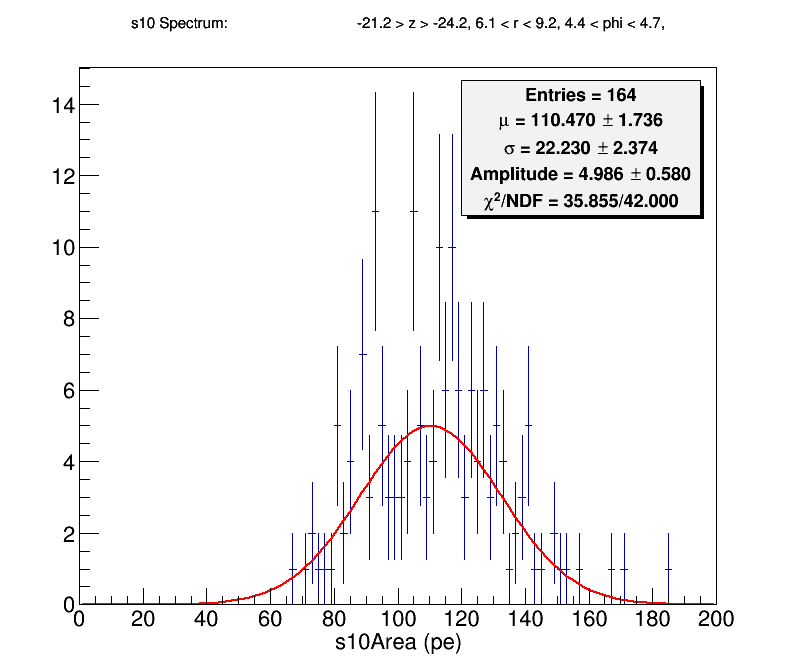 s10 Spectrum: -21.2 > z > -24.2, 6.1 < r < 9.2, 4.4 < phi < 4.7,
Entries = 164
μ = 110.470 ± 1.736
σ = 22.230 ± 2.374
Amplitude = 4.986 ± 0.580
χ²/NDF = 35.855/42.000
14
12
10
8
6
4
2
0
0 20 40 60 80 100 120 140 160 180 200
s10Area (pe)